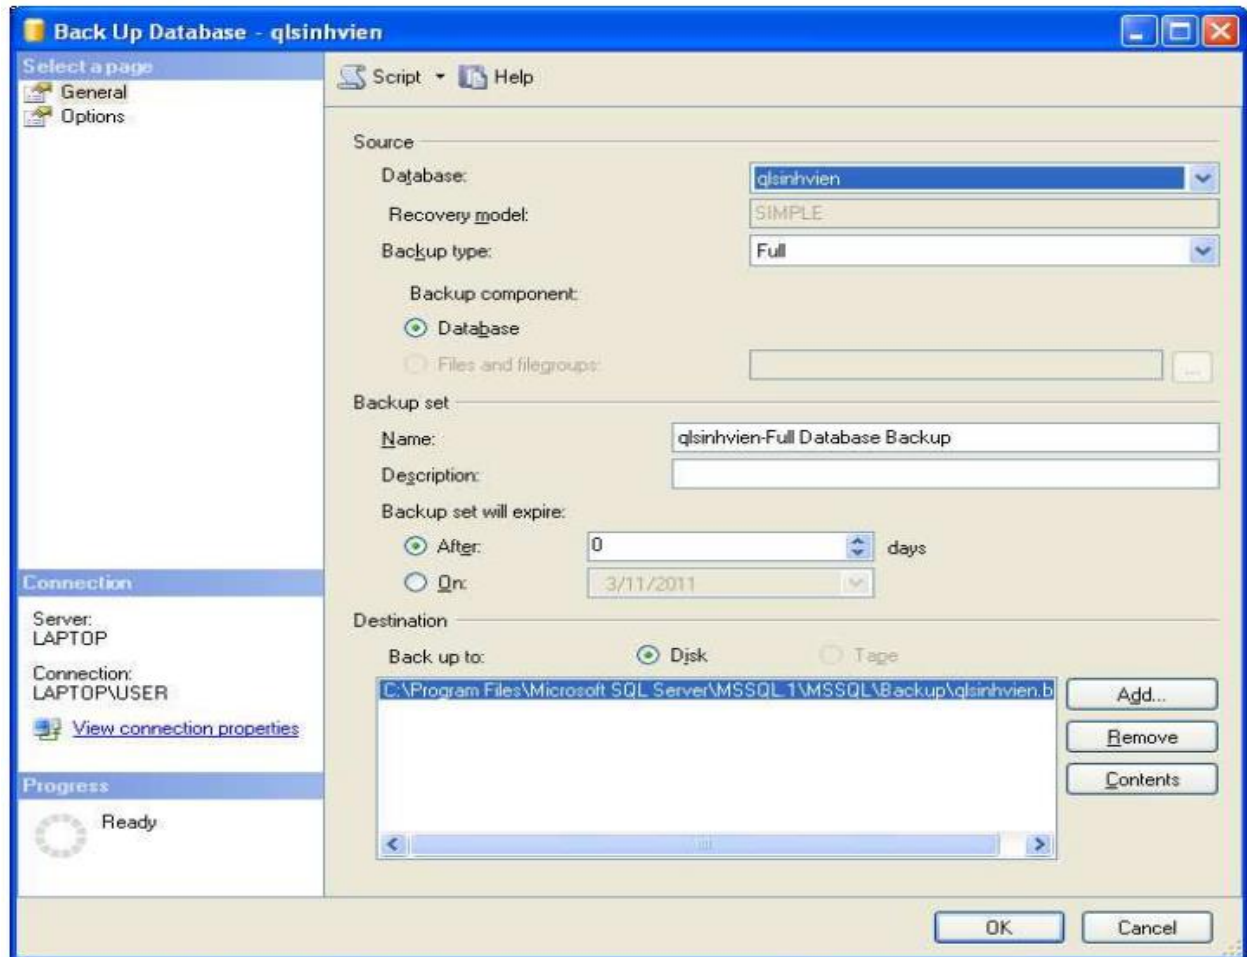 Back Up Database - qlsinhvien
Select a page
General
Options
Script Help
Source
Database: qlsinhvien
Recovery model: SIMPLE
Backup type: Full
Backup component:
Database
Files and filegroups: ...
Backup set
Name: qlsinhvien-Full Database Backup
Description:
Backup set will expire:
After: 0 days
On: 3/11/2011
Destination
Back up to: Disk Tape
C:\Program Files\Microsoft SQL Server\MSSQL.1\MSSQL\Backup\qlsinhvien.b
Add...
Remove
Contents
Connection
Server:
LAPTOP
Connection:
LAPTOP\USER
View connection properties
Progress
Ready
OK Cancel